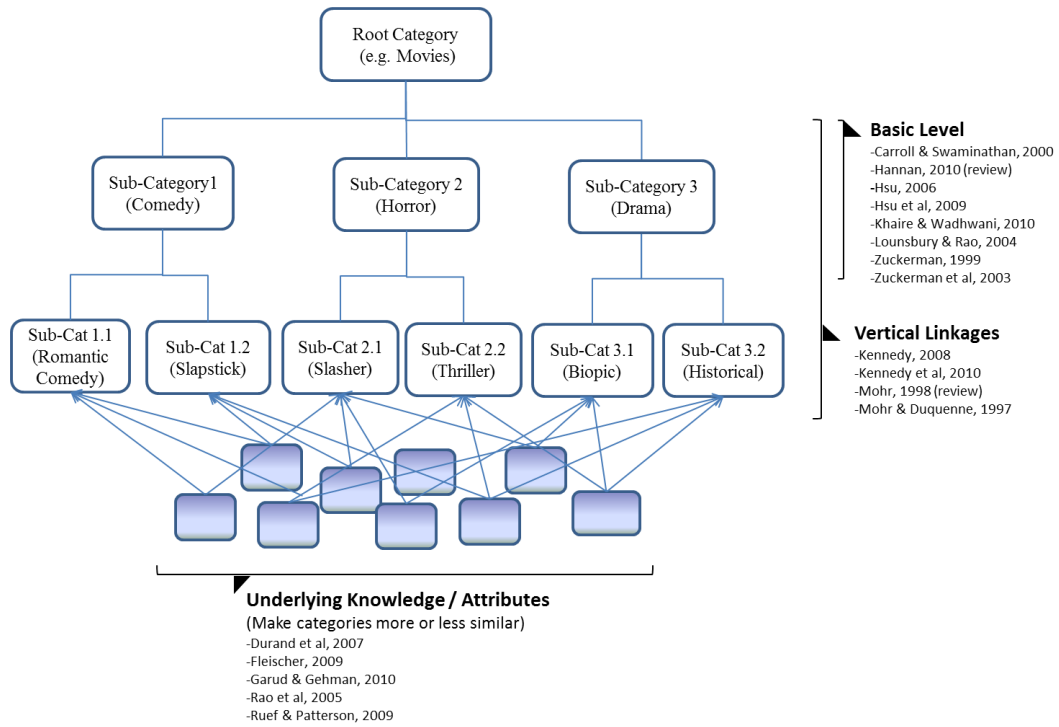 Root Category
(e.g. Movies)
Sub-Category1
(Comedy)
Sub-Category 2
(Horror)
Sub-Category 3
(Drama)
Sub-Cat 1.1
(Romantic
Comedy)
Sub-Cat 1.2
(Slapstick)
Sub-Cat 2.1
(Slasher)
Sub-Cat 2.2
(Thriller)
Sub-Cat 3.1
(Biopic)
Sub-Cat 3.2
(Historical)
Basic Level
-Carroll & Swaminathan, 2000
-Hannan, 2010 (review)
-Hsu, 2006
-Hsu et al, 2009
-Khaire & Wadhwani, 2010
-Lounsbury & Rao, 2004
-Zuckerman, 1999
-Zuckerman et al, 2003
Vertical Linkages
-Kennedy, 2008
-Kennedy et al, 2010
-Mohr, 1998 (review)
-Mohr & Duquenne, 1997
Underlying Knowledge / Attributes
(Make categories more or less similar)
-Durand et al, 2007
-Fleischer, 2009
-Garud & Gehman, 2010
-Rao et al, 2005
-Ruef & Patterson, 2009